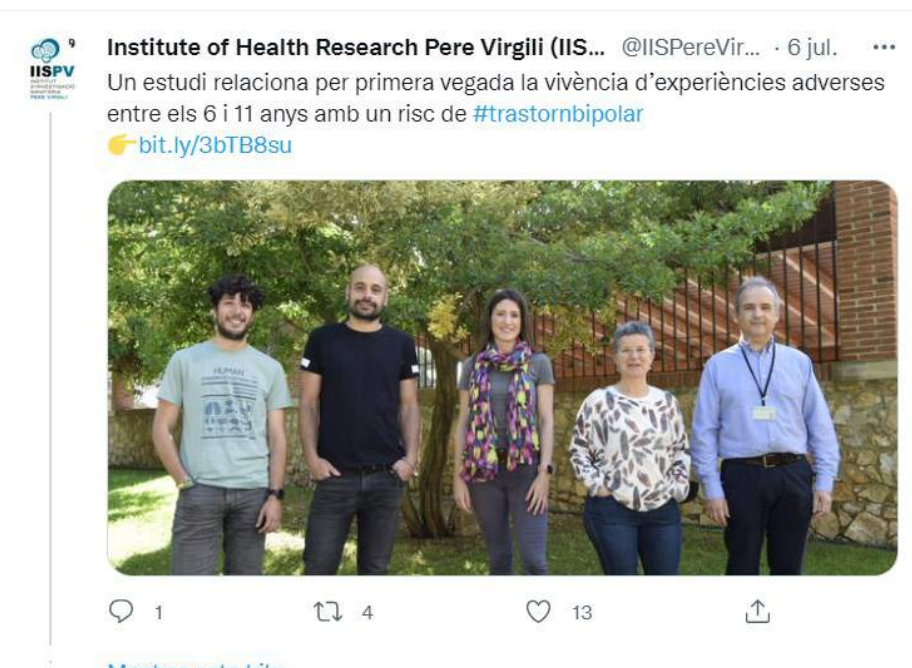 Institute of Health Research Pere Virgili (IIS... @IISPereVir... · 6 jul.
IISPV
Un estudi relaciona per primera vegada la vivència d'experiències adverses
entre els 6 i 11 anys amb un risc de #trastornbipolar
👉bit.ly/3bTB8su
HUMAN
1 4 13